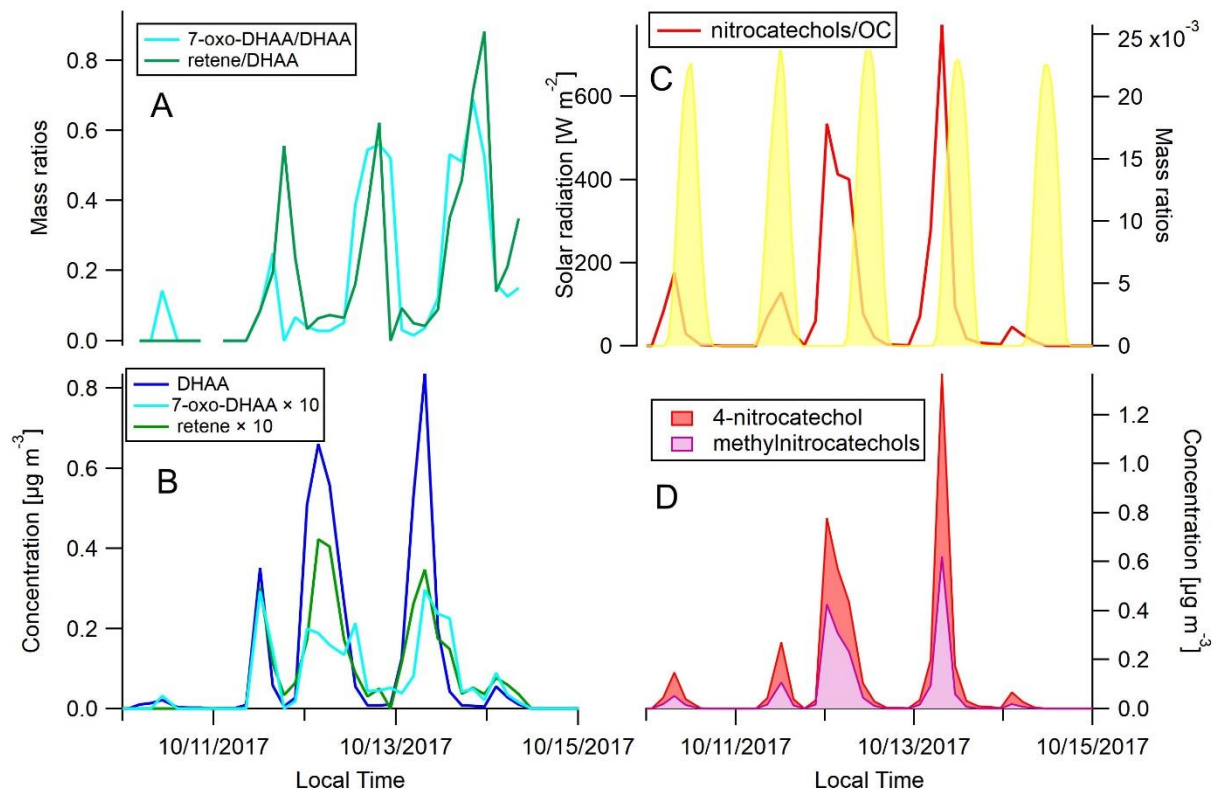 7-oxo-DHAA/DHAA
retene/DHAA
A
Mass ratios
0.8
0.6
0.4
0.2
0.0
nitrocatechols/OC
C
Solar radiation [W m-2]
600
400
200
0
25 x10-3
20
15
10
5
0
Mass ratios
DHAA
7-oxo-DHAA × 10
retene × 10
B
Concentration [µg m-3]
0.8
0.6
0.4
0.2
0.0
10/11/2017
10/13/2017
10/15/2017
Local Time
4-nitrocatechol
methylnitrocatechols
D
1.2
1.0
0.8
0.6
0.4
0.2
0.0
Concentration [µg m-3]
10/11/2017
10/13/2017
10/15/2017
Local Time